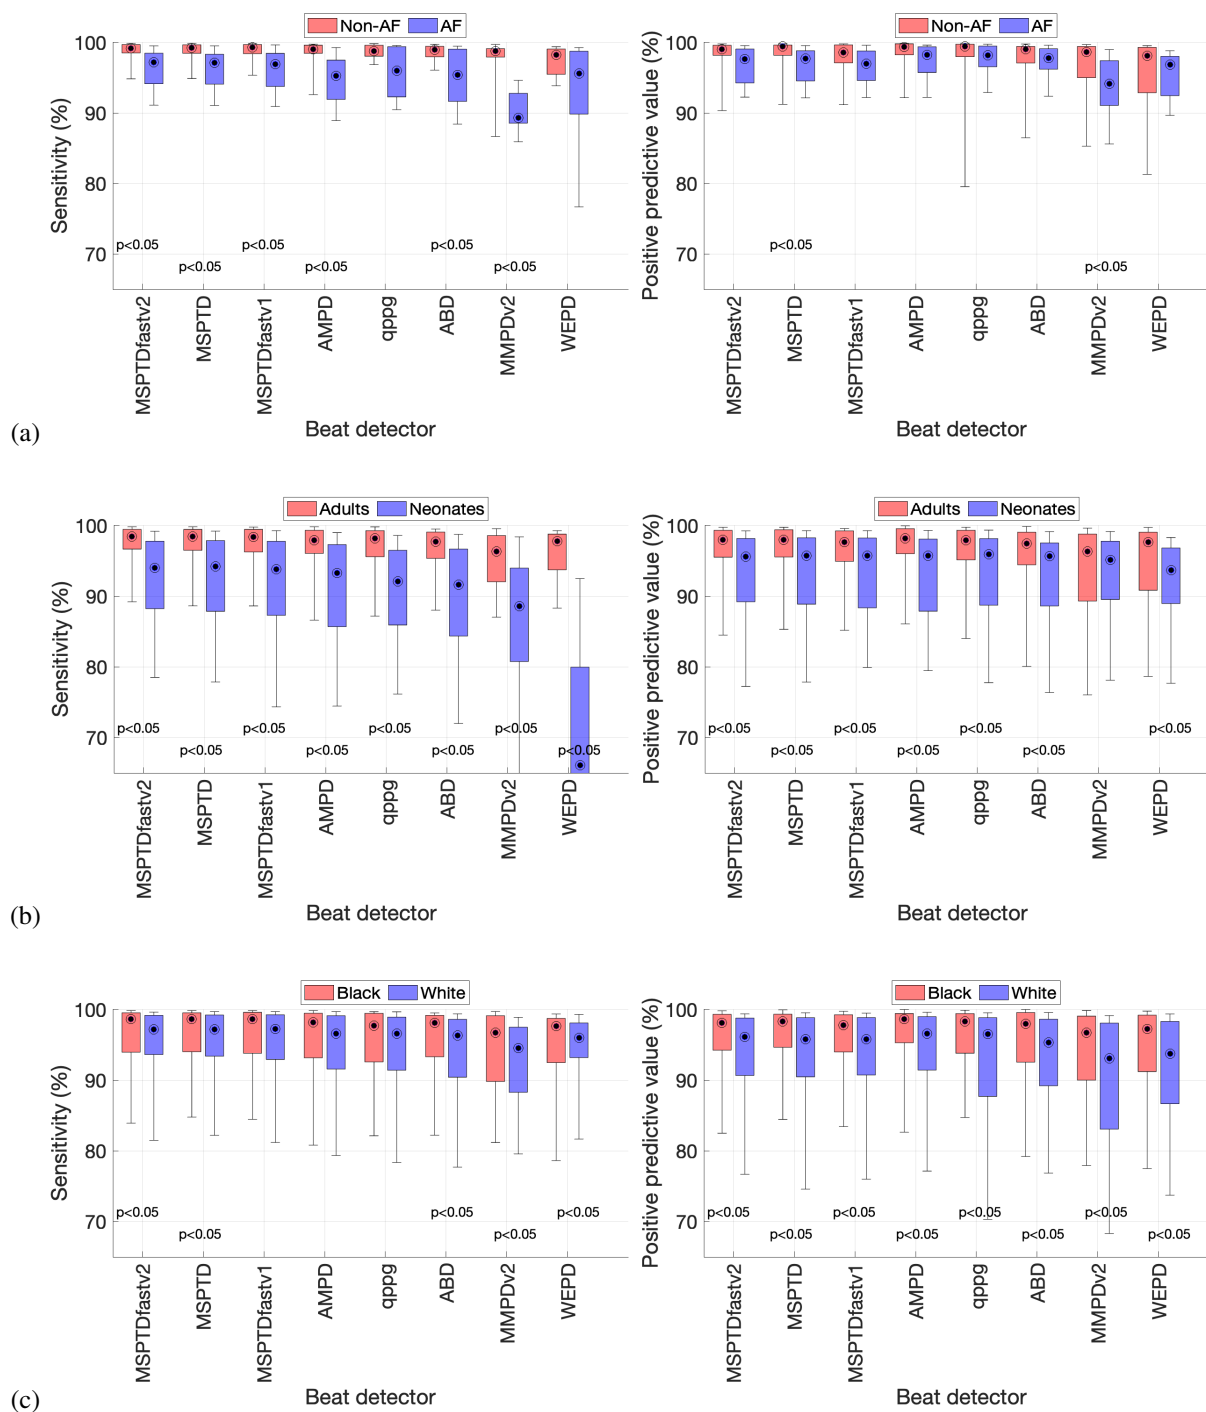 Non-AF AF
Sensitivity (%)
100
90
80
70
p<0.05
p<0.05
p<0.05
p<0.05
p<0.05
p<0.05
MSPTDfastv2
MSPTD
MSPTDfastv1
AMPD
qppg
ABD
MMPDv2
WEPD
Beat detector
Non-AF AF
Positive predictive value (%)
100
90
80
70
p<0.05
p<0.05
MSPTDfastv2
MSPTD
MSPTDfastv1
AMPD
qppg
ABD
MMPDv2
WEPD
Beat detector
(a)
Adults Neonates
Sensitivity (%)
100
90
80
70
p<0.05
p<0.05
p<0.05
p<0.05
p<0.05
p<0.05
p<0.05
p<0.05
MSPTDfastv2
MSPTD
MSPTDfastv1
AMPD
qppg
ABD
MMPDv2
WEPD
Beat detector
Adults Neonates
Positive predictive value (%)
100
90
80
70
p<0.05
p<0.05
p<0.05
p<0.05
p<0.05
p<0.05
p<0.05
MSPTDfastv2
MSPTD
MSPTDfastv1
AMPD
qppg
ABD
MMPDv2
WEPD
Beat detector
(b)
Black White
Sensitivity (%)
100
90
80
70
p<0.05
p<0.05
p<0.05
p<0.05
p<0.05
MSPTDfastv2
MSPTD
MSPTDfastv1
AMPD
qppg
ABD
MMPDv2
WEPD
Beat detector
Black White
Positive predictive value (%)
100
90
80
70
p<0.05
p<0.05
p<0.05
p<0.05
p<0.05
p<0.05
p<0.05
p<0.05
MSPTDfastv2
MSPTD
MSPTDfastv1
AMPD
qppg
ABD
MMPDv2
WEPD
Beat detector
(c)